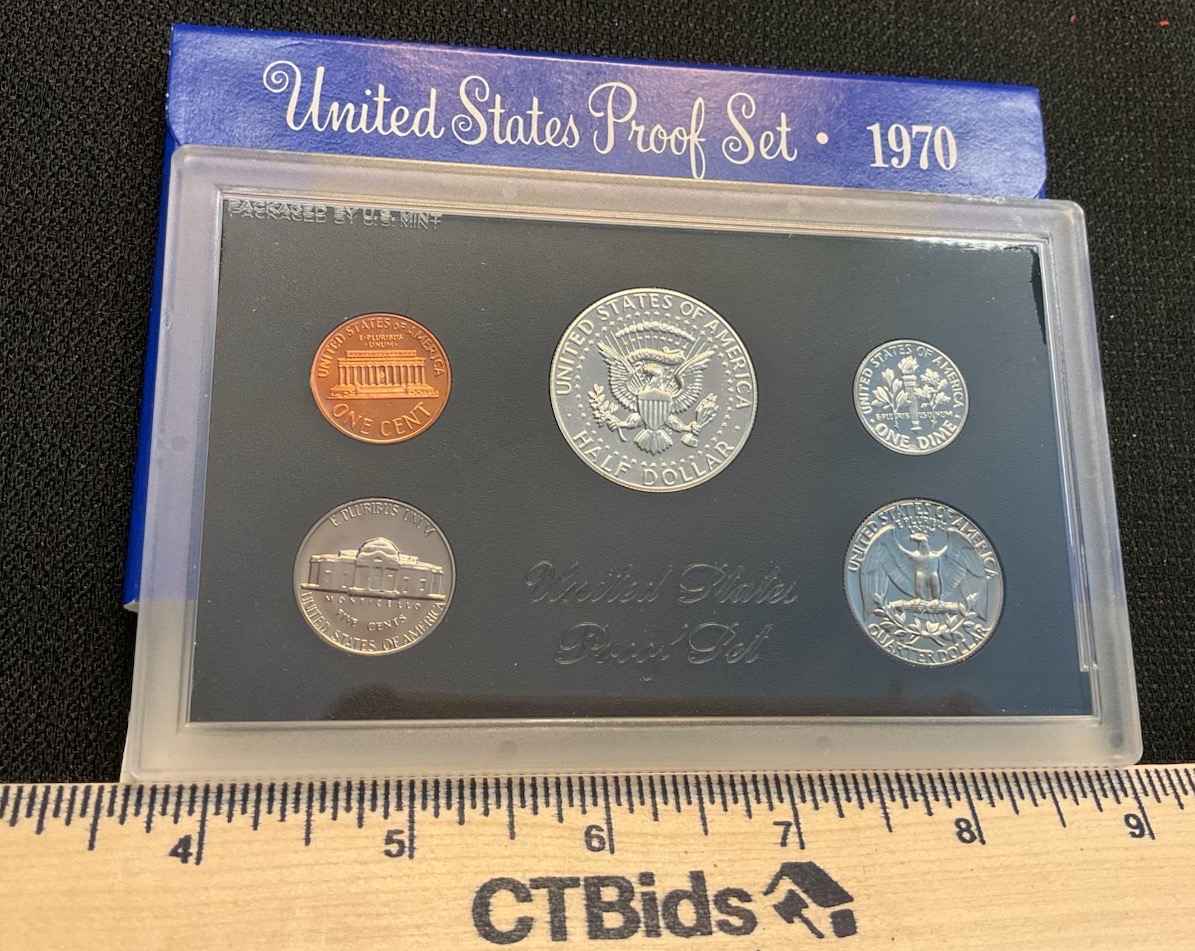 United States Proof Set • 1970
PACKAGED BY U.S. MINT
UNITED STATES OF AMERICA
E·PLURIBUS
·UNUM·
ONE CENT
UNITED STATES OF AMERICA
HALF DOLLAR
UNITED STATES OF AMERICA
E·PLURIBUS·UNUM
·ONE DIME·
E PLURIBUS UNUM
MONTICELLO
FIVE CENTS
UNITED STATES OF AMERICA
United States
Proof Set
UNITED STATES OF AMERICA
QUARTER DOLLAR
4 5 6 7 8 9
CTBids